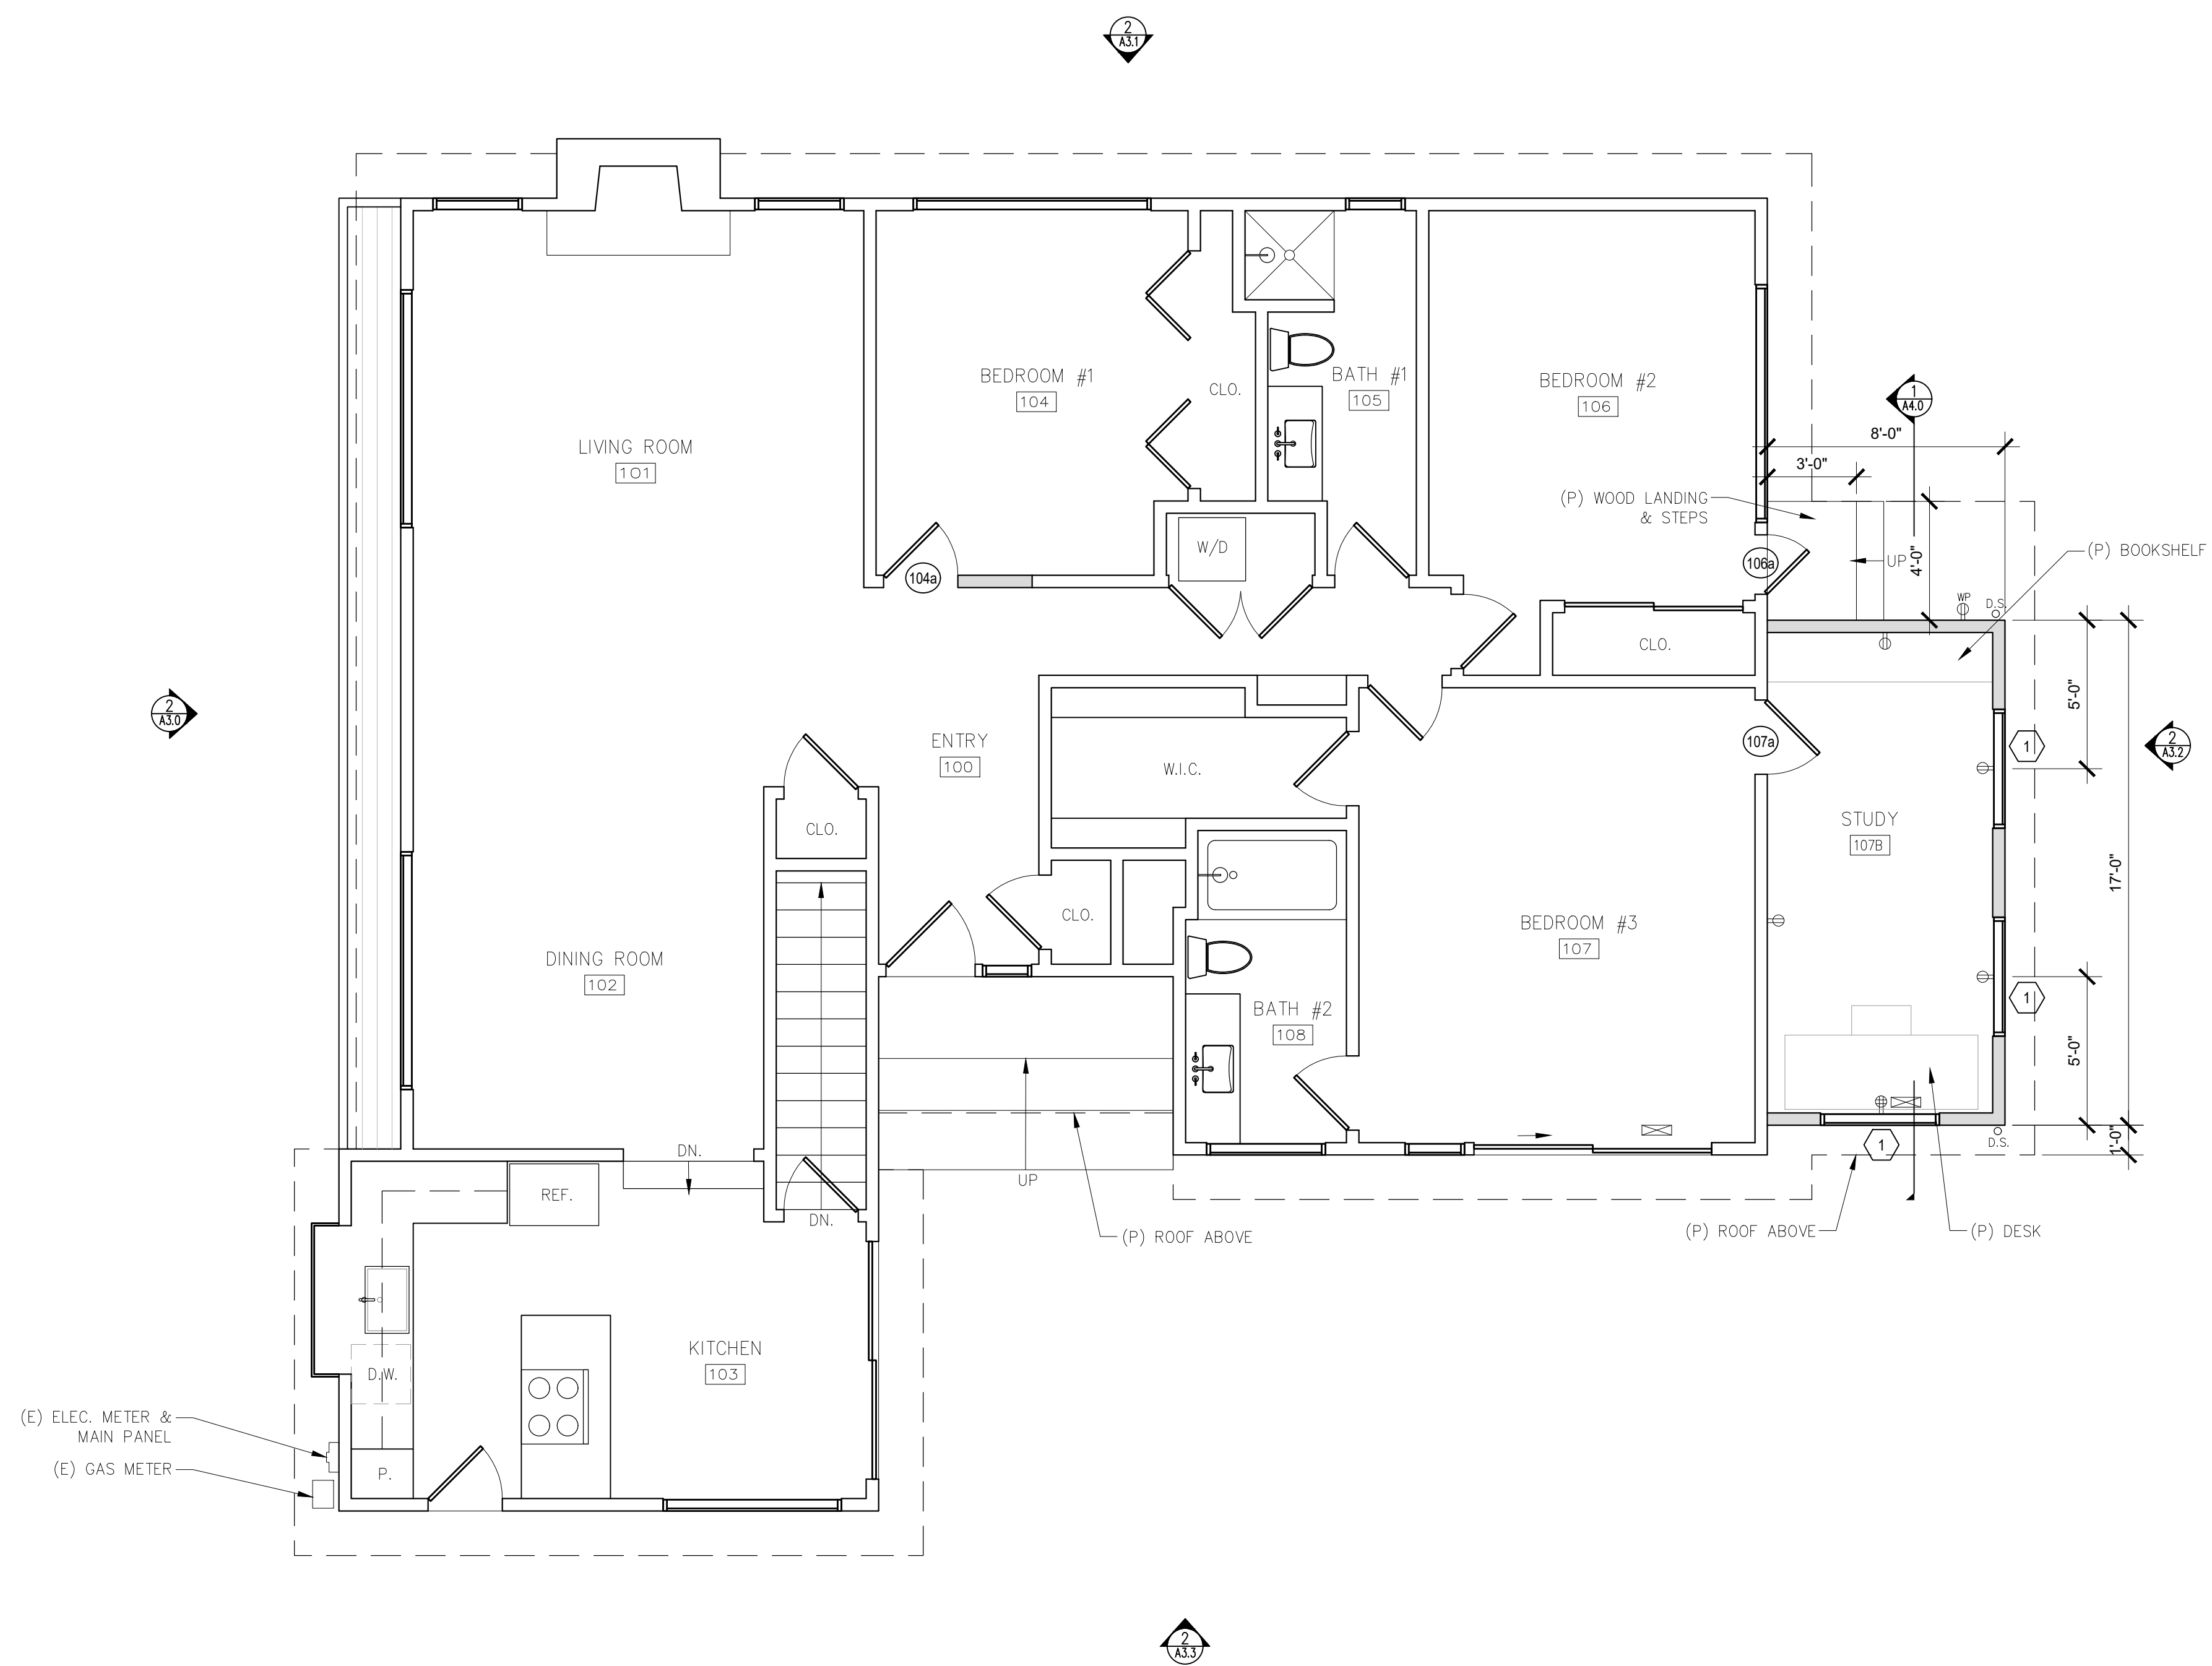 2
A3.1
BEDROOM #1
104
CLO.
BATH #1
105
BEDROOM #2
106
1
A4.0
8'-0"
3'-0"
LIVING ROOM
101
(P) WOOD LANDING
& STEPS
W/D
104a
106a
UP
4'-0"
(P) BOOKSHELF
WP
D.S.
CLO.
2
A3.0
ENTRY
100
W.I.C.
107a
5'-0"
1
2
A3.2
CLO.
STUDY
107B
17'-0"
CLO.
BEDROOM #3
107
DINING ROOM
102
BATH #2
108
1
5'-0"
1
D.S.
1'-0"
DN.
UP
REF.
DN.
(P) ROOF ABOVE
(P) ROOF ABOVE
(P) DESK
KITCHEN
103
D.W.
(E) ELEC. METER &
MAIN PANEL
(E) GAS METER
P.
2
A3.3